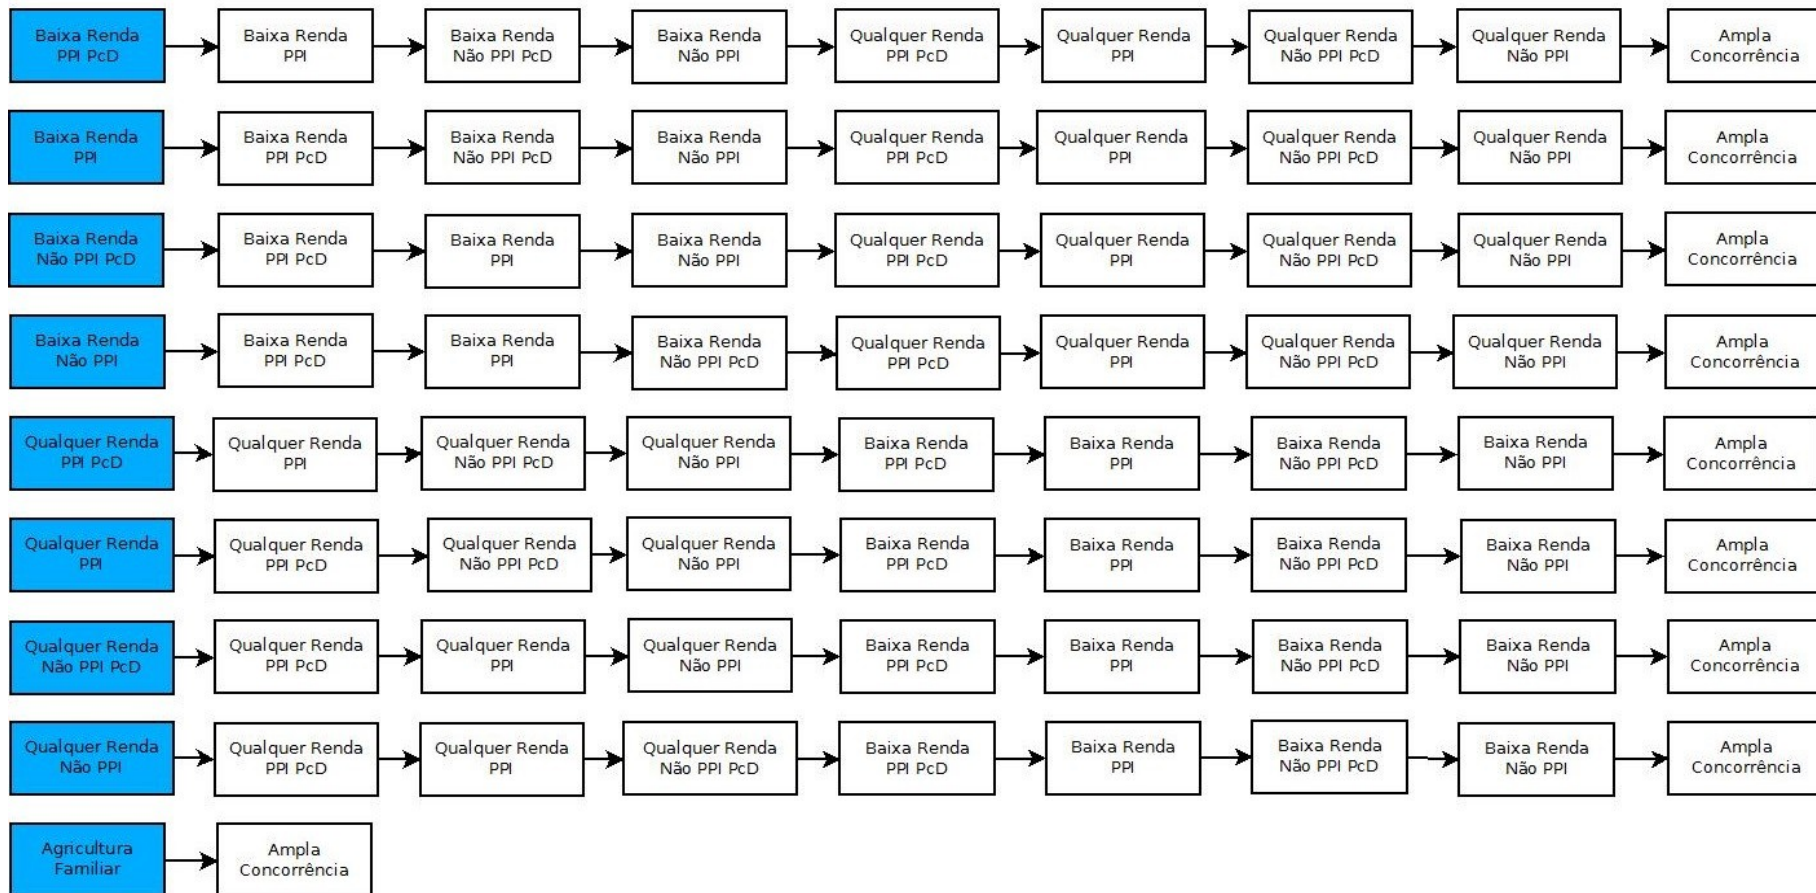 Baixa Renda
PPI PcD
Baixa Renda
PPI
Baixa Renda
Não PPI PcD
Baixa Renda
Não PPI
Qualquer Renda
PPI PcD
Qualquer Renda
PPI
Qualquer Renda
Não PPI PcD
Qualquer Renda
Não PPI
Ampla
Concorrência
Baixa Renda
PPI
Baixa Renda
PPI PcD
Baixa Renda
Não PPI PcD
Baixa Renda
Não PPI
Qualquer Renda
PPI PcD
Qualquer Renda
PPI
Qualquer Renda
Não PPI PcD
Qualquer Renda
Não PPI
Ampla
Concorrência
Baixa Renda
Não PPI PcD
Baixa Renda
PPI PcD
Baixa Renda
PPI
Baixa Renda
Não PPI
Qualquer Renda
PPI PcD
Qualquer Renda
PPI
Qualquer Renda
Não PPI PcD
Qualquer Renda
Não PPI
Ampla
Concorrência
Baixa Renda
Não PPI
Baixa Renda
PPI PcD
Baixa Renda
PPI
Baixa Renda
Não PPI PcD
Qualquer Renda
PPI PcD
Qualquer Renda
PPI
Qualquer Renda
Não PPI PcD
Qualquer Renda
Não PPI
Ampla
Concorrência
Qualquer Renda
PPI PcD
Qualquer Renda
PPI
Qualquer Renda
Não PPI PcD
Qualquer Renda
Não PPI
Baixa Renda
PPI PcD
Baixa Renda
PPI
Baixa Renda
Não PPI PcD
Baixa Renda
Não PPI
Ampla
Concorrência
Qualquer Renda
PPI
Qualquer Renda
PPI PcD
Qualquer Renda
Não PPI PcD
Qualquer Renda
Não PPI
Baixa Renda
PPI PcD
Baixa Renda
PPI
Baixa Renda
Não PPI PcD
Baixa Renda
Não PPI
Ampla
Concorrência
Qualquer Renda
Não PPI PcD
Qualquer Renda
PPI PcD
Qualquer Renda
PPI
Qualquer Renda
Não PPI
Baixa Renda
PPI PcD
Baixa Renda
PPI
Baixa Renda
Não PPI PcD
Baixa Renda
Não PPI
Ampla
Concorrência
Qualquer Renda
Não PPI
Qualquer Renda
PPI PcD
Qualquer Renda
PPI
Qualquer Renda
Não PPI PcD
Baixa Renda
PPI PcD
Baixa Renda
PPI
Baixa Renda
Não PPI PcD
Baixa Renda
Não PPI
Ampla
Concorrência
Agricultura
Familiar
Ampla
Concorrência